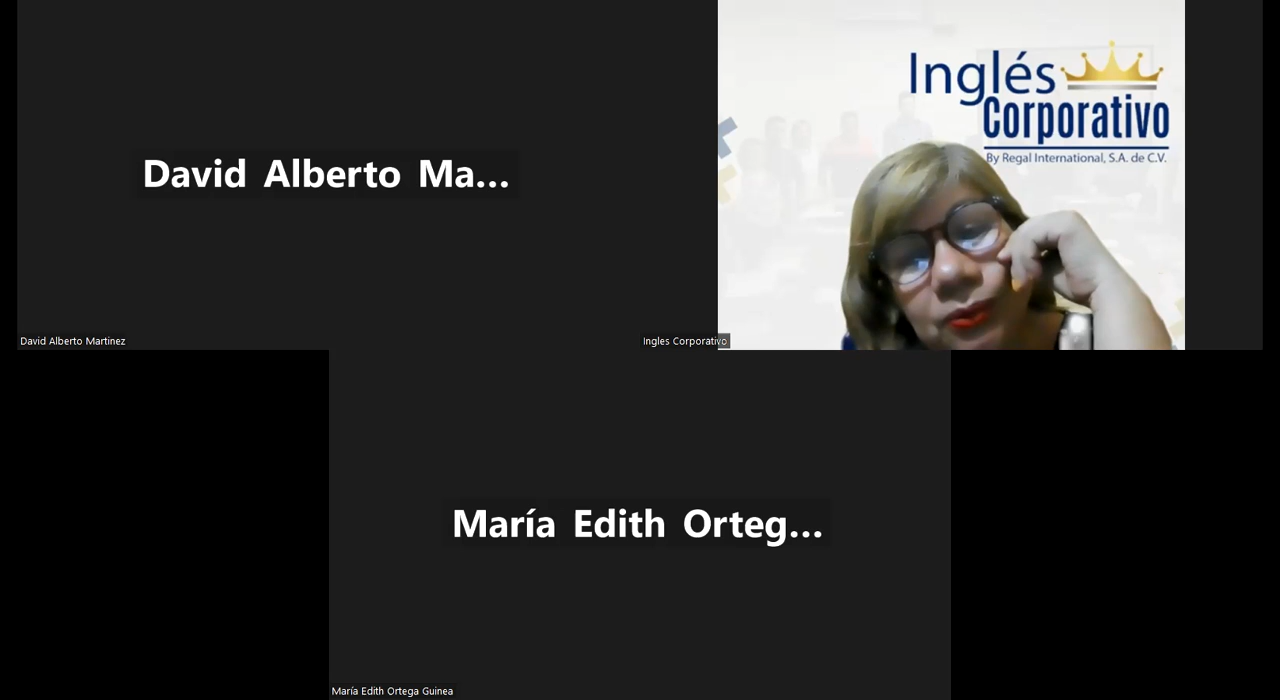 David Alberto Ma...
David Alberto Martinez
Inglés
Corporativo
By Regal International, S.A. de C.V.
Ingles Corporativo
María Edith Orteg...
María Edith Ortega Guinea